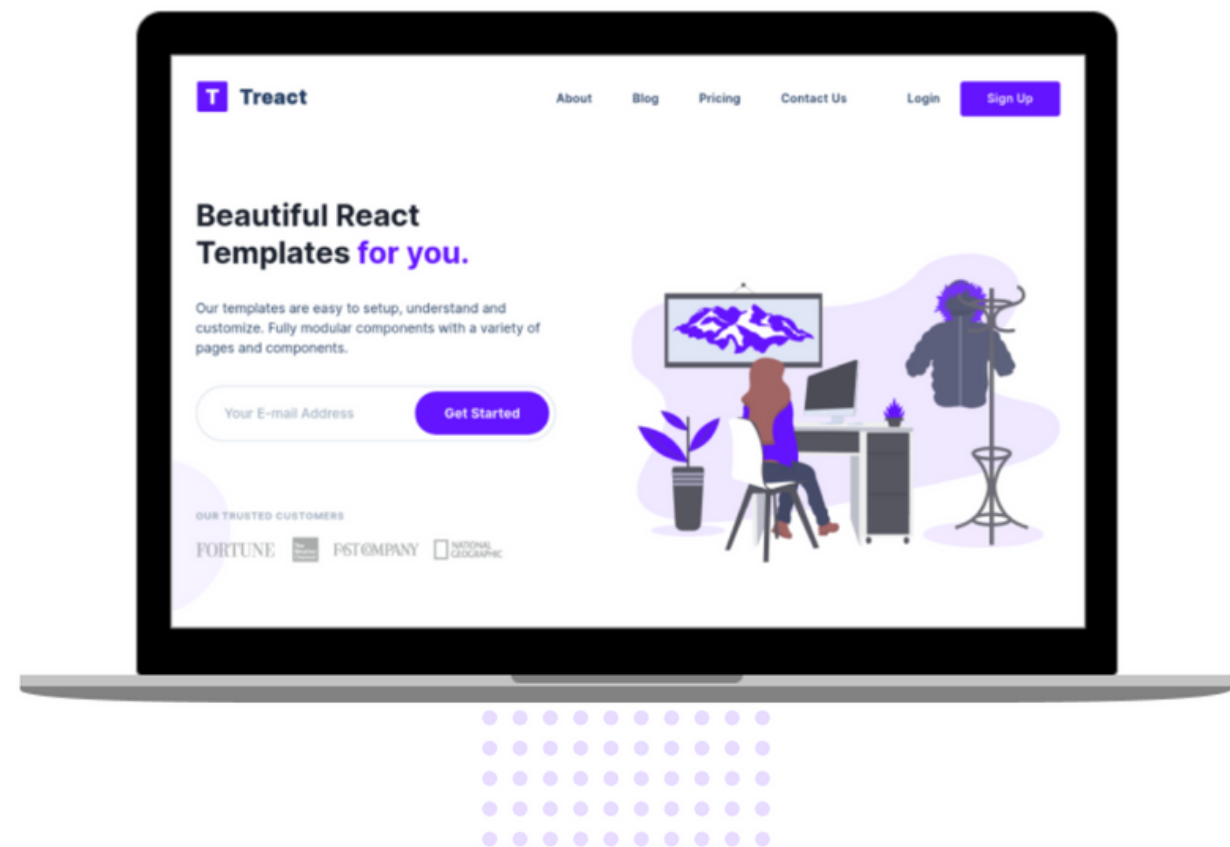 T Treact
About Blog Pricing Contact Us Login Sign Up
Beautiful React
Templates for you.
Our templates are easy to setup, understand and
customize. Fully modular components with a variety of
pages and components.
Your E-mail Address Get Started
OUR TRUSTED CUSTOMERS
FORTUNE FAST COMPANY NATIONAL
GEOGRAPHIC